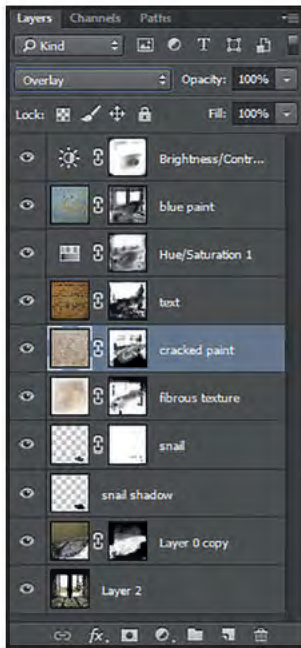 Layers Channels Paths
Kind T
Overlay Opacity: 100%
Lock: Fill: 100%
Brightness/Contr...
blue paint
Hue/Saturation 1
text
cracked paint
fibrous texture
snail
snail shadow
Layer 0 copy
Layer 2
fx.